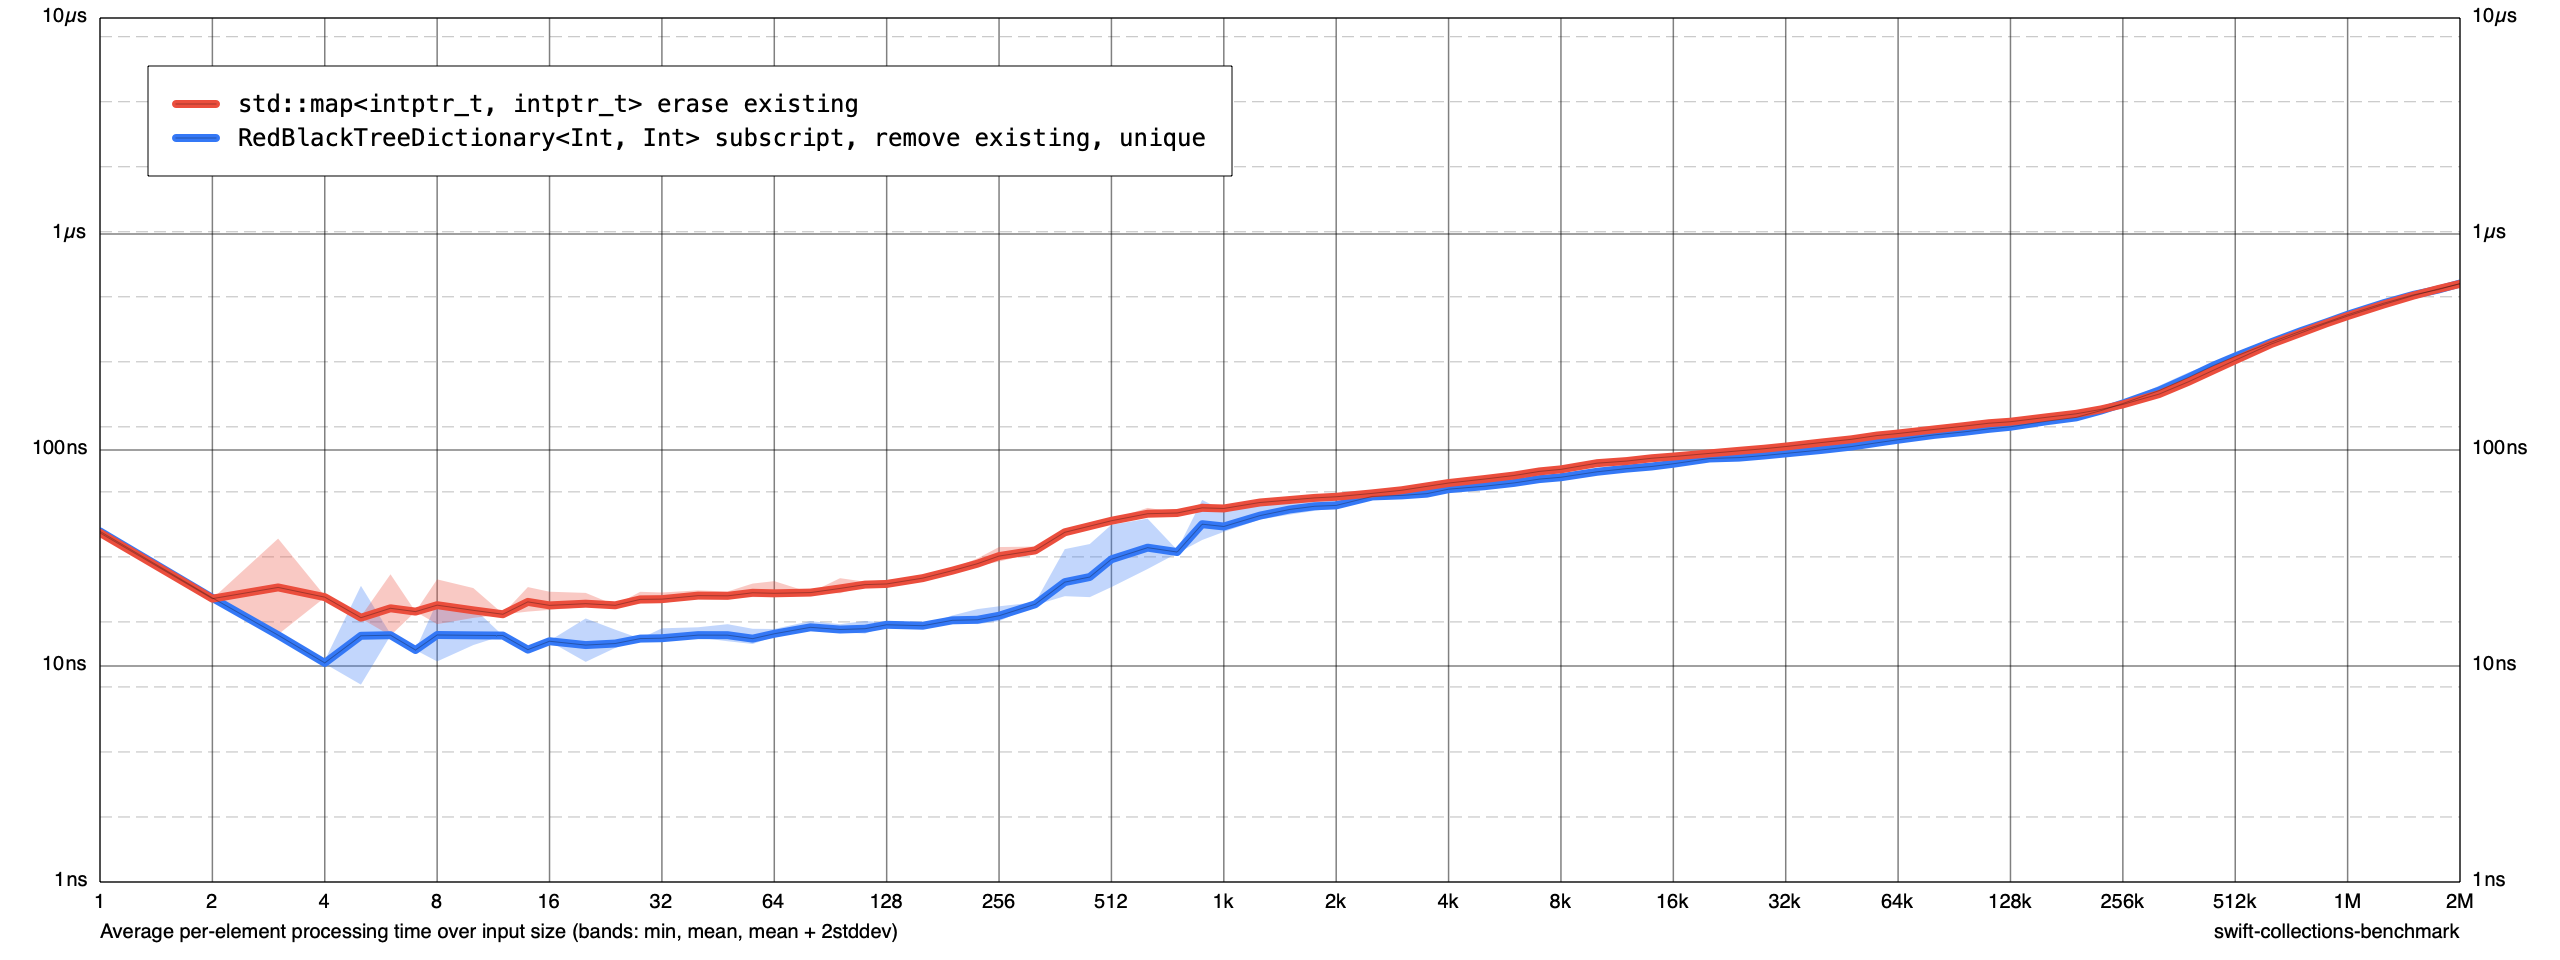 10µs 10µs
std::map<intptr_t, intptr_t> erase existing
RedBlackTreeDictionary<Int, Int> subscript, remove existing, unique
1µs 1µs
100ns 100ns
10ns 10ns
1ns 1ns
1 2 4 8 16 32 64 128 256 512 1k 2k 4k 8k 16k 32k 64k 128k 256k 512k 1M 2M
Average per-element processing time over input size (bands: min, mean, mean + 2stddev) swift-collections-benchmark